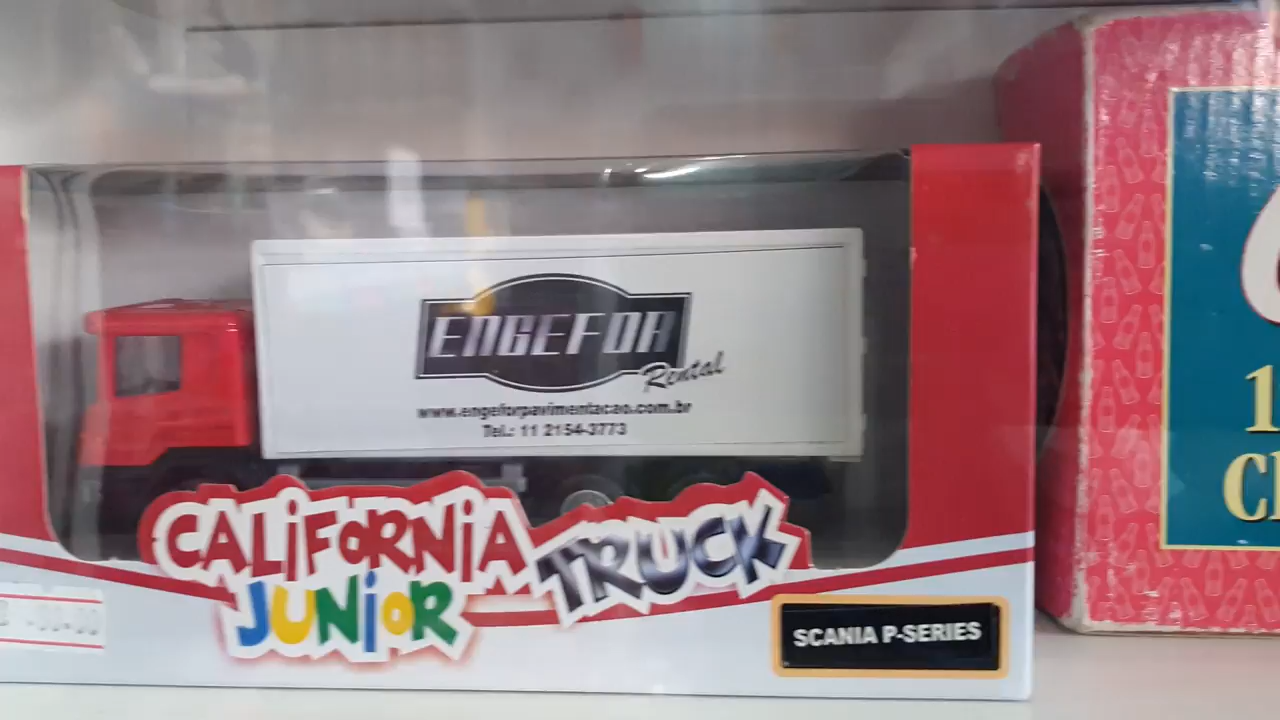 ENGEFOR
Rental
www.engeforpavimentacao.com.br
Tel.: 11 2154-3773
CALiFORNiA
JUNiOR
TRUCK
SCANIA P-SERIES